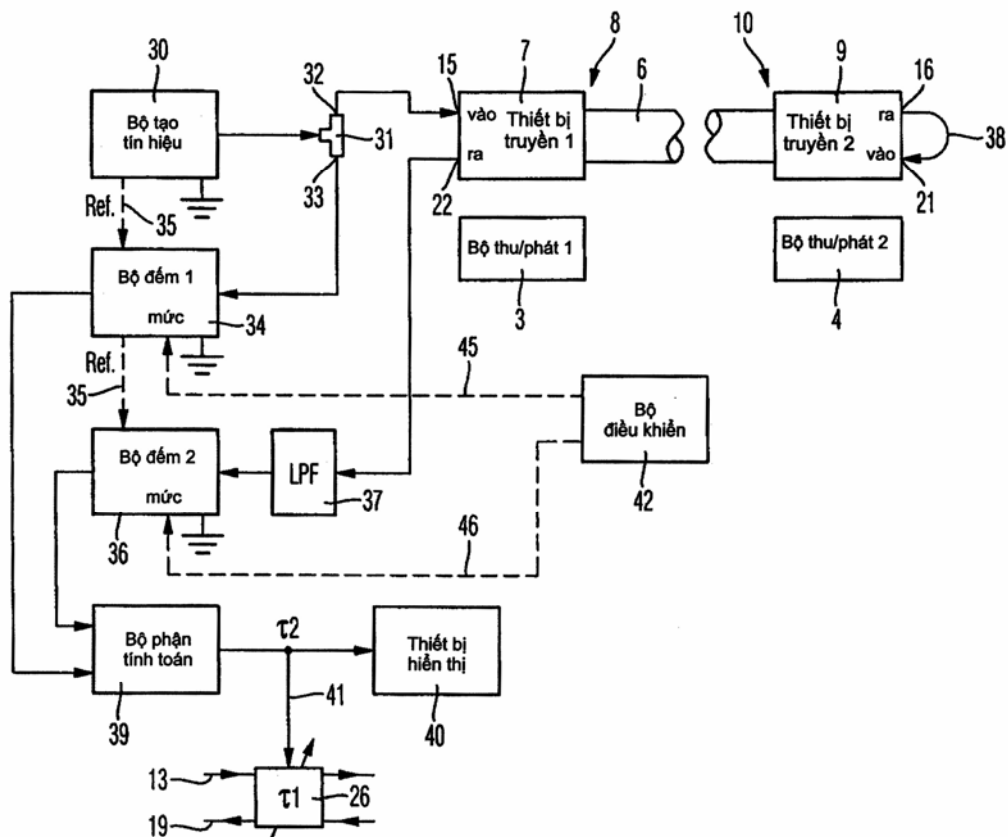 30
Bộ tạo
tín hiệu
32
31
33
Ref.
35
15
7
8
6
vào
Thiết bị
truyền 1
ra
22
10
9
16
Thiết bị
truyền 2
ra
vào
38
21
Bộ thu/phát 1
3
Bộ thu/phát 2
4
Bộ đếm 1
mức
34
Ref.
35
45
Bộ
điều khiển
42
Bộ đếm 2
mức
36
LPF
37
46
Bộ phận
tính toán
39
τ2
41
Thiết bị
hiển thị
40
13
τ1
26
19